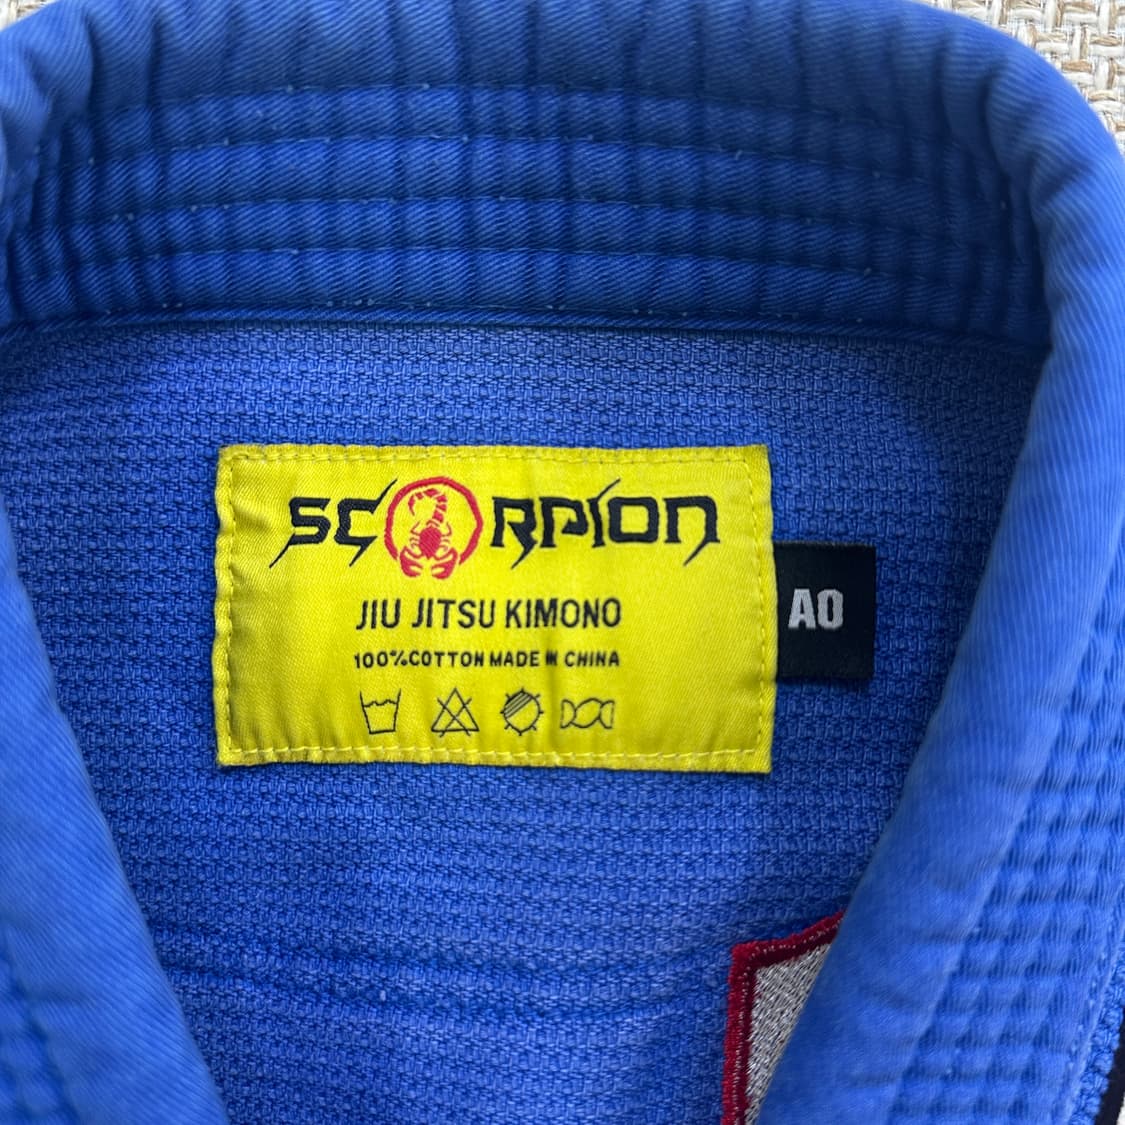 SCORPION
JIU JITSU KIMONO
100%COTTON MADE IN CHINA
A0